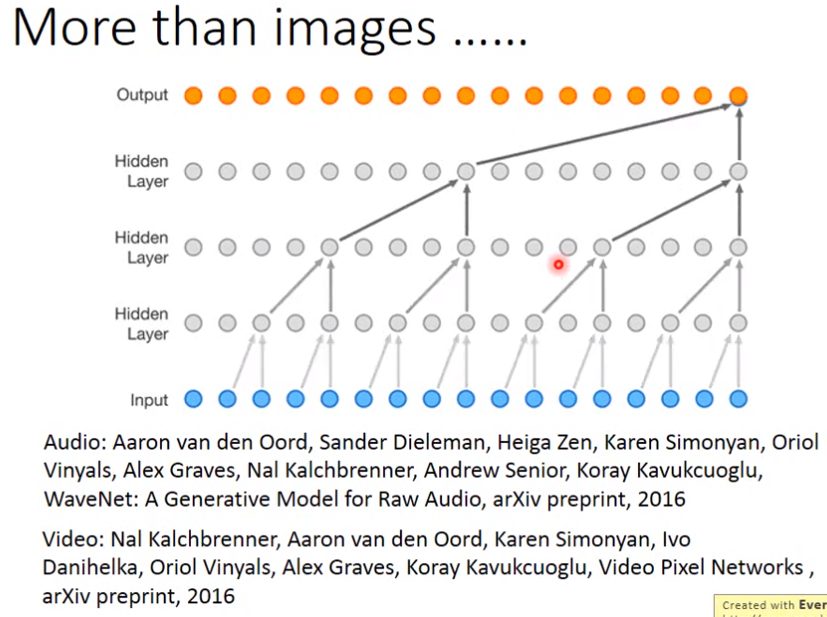 More than images ……
Output
Hidden
Layer
Hidden
Layer
Hidden
Layer
Input
Audio: Aaron van den Oord, Sander Dieleman, Heiga Zen, Karen Simonyan, Oriol
Vinyals, Alex Graves, Nal Kalchbrenner, Andrew Senior, Koray Kavukcuoglu,
WaveNet: A Generative Model for Raw Audio, arXiv preprint, 2016
Video: Nal Kalchbrenner, Aaron van den Oord, Karen Simonyan, Ivo
Danihelka, Oriol Vinyals, Alex Graves, Koray Kavukcuoglu, Video Pixel Networks ,
arXiv preprint, 2016
Created with Ever